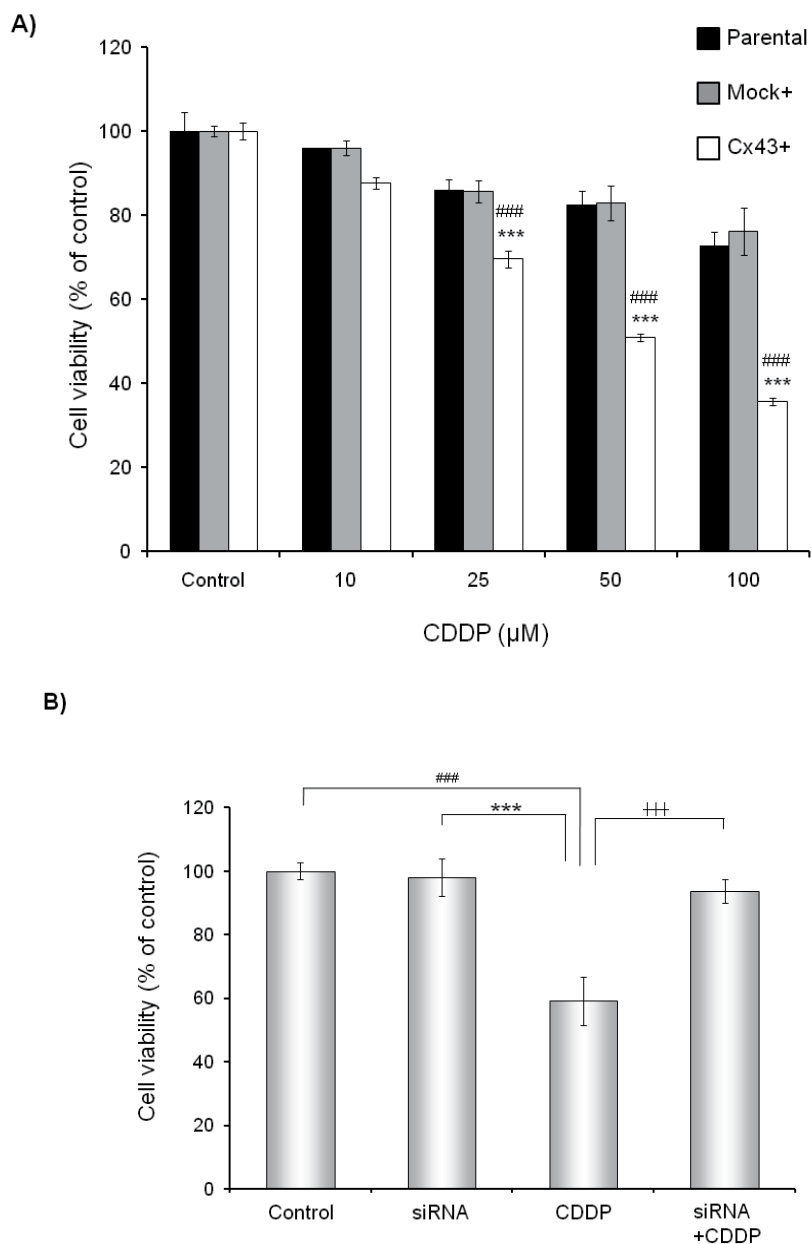 A)
Parental
Mock+
Cx43+
Cell viability (% of control)
120
100
80
60
40
20
0
###
***
###
***
###
***
Control 10 25 50 100
CDDP (µM)
B)
Cell viability (% of control)
###
***
‡‡‡
120
100
80
60
40
20
0
Control siRNA CDDP siRNA
+CDDP